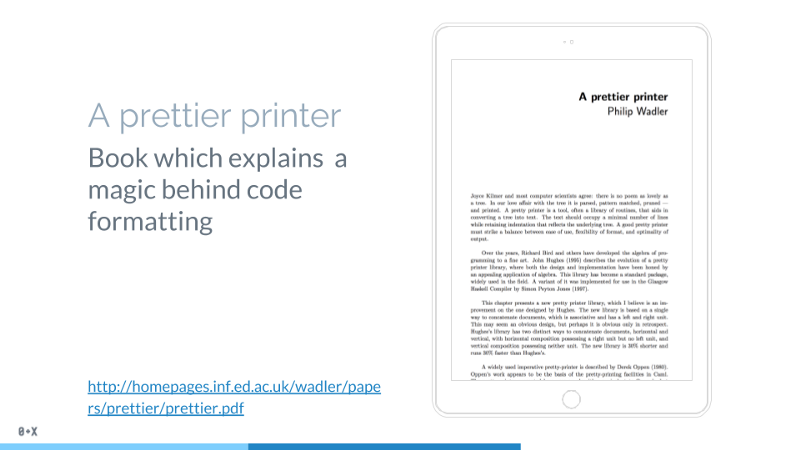 A prettier printer
Book which explains a
magic behind code
formatting
http://homepages.inf.ed.ac.uk/wadler/pape
rs/prettier/prettier.pdf
0+X
A prettier printer
Philip Wadler
Joyce Kilmer and most computer scientists agree: there is no poem as lovely as
a tree. In our love affair with the tree it is parsed, pattern matched, pruned —
and printed. A pretty printer is a tool, often a library of routines, that aids in
converting a tree into text. The text should occupy a minimal number of lines
while retaining indentation that reflects the underlying tree. A good pretty printer
must strike a balance between ease of use, flexibility of format, and optimality of
output.
Over the years, Richard Bird and others have developed the algebra of pro-
gramming to a fine art. John Hughes (1995) describes the evolution of a pretty
printer library, where both the design and implementation have been honed by
an appealing application of algebra. This library has become a standard package,
widely used in the field. A variant of it was implemented for use in the Glasgow
Haskell Compiler by Simon Peyton Jones (1997).
This chapter presents a new pretty printer library, which I believe is an im-
provement on the one designed by Hughes. The new library is based on a single
way to concatenate documents, which is associative and has a left and right unit.
This may seem an obvious design, but perhaps it is obvious only in retrospect.
Hughes's library has two distinct ways to concatenate documents, horizontal and
vertical, with horizontal composition possessing a right unit but no left unit, and
vertical composition possessing neither unit. The new library is 30% shorter and
runs 30% faster than Hughes's.
A widely used imperative pretty-printer is described by Derek Oppen (1980).
Oppen's work appears to be the basis of the pretty-printing facilities in Caml.